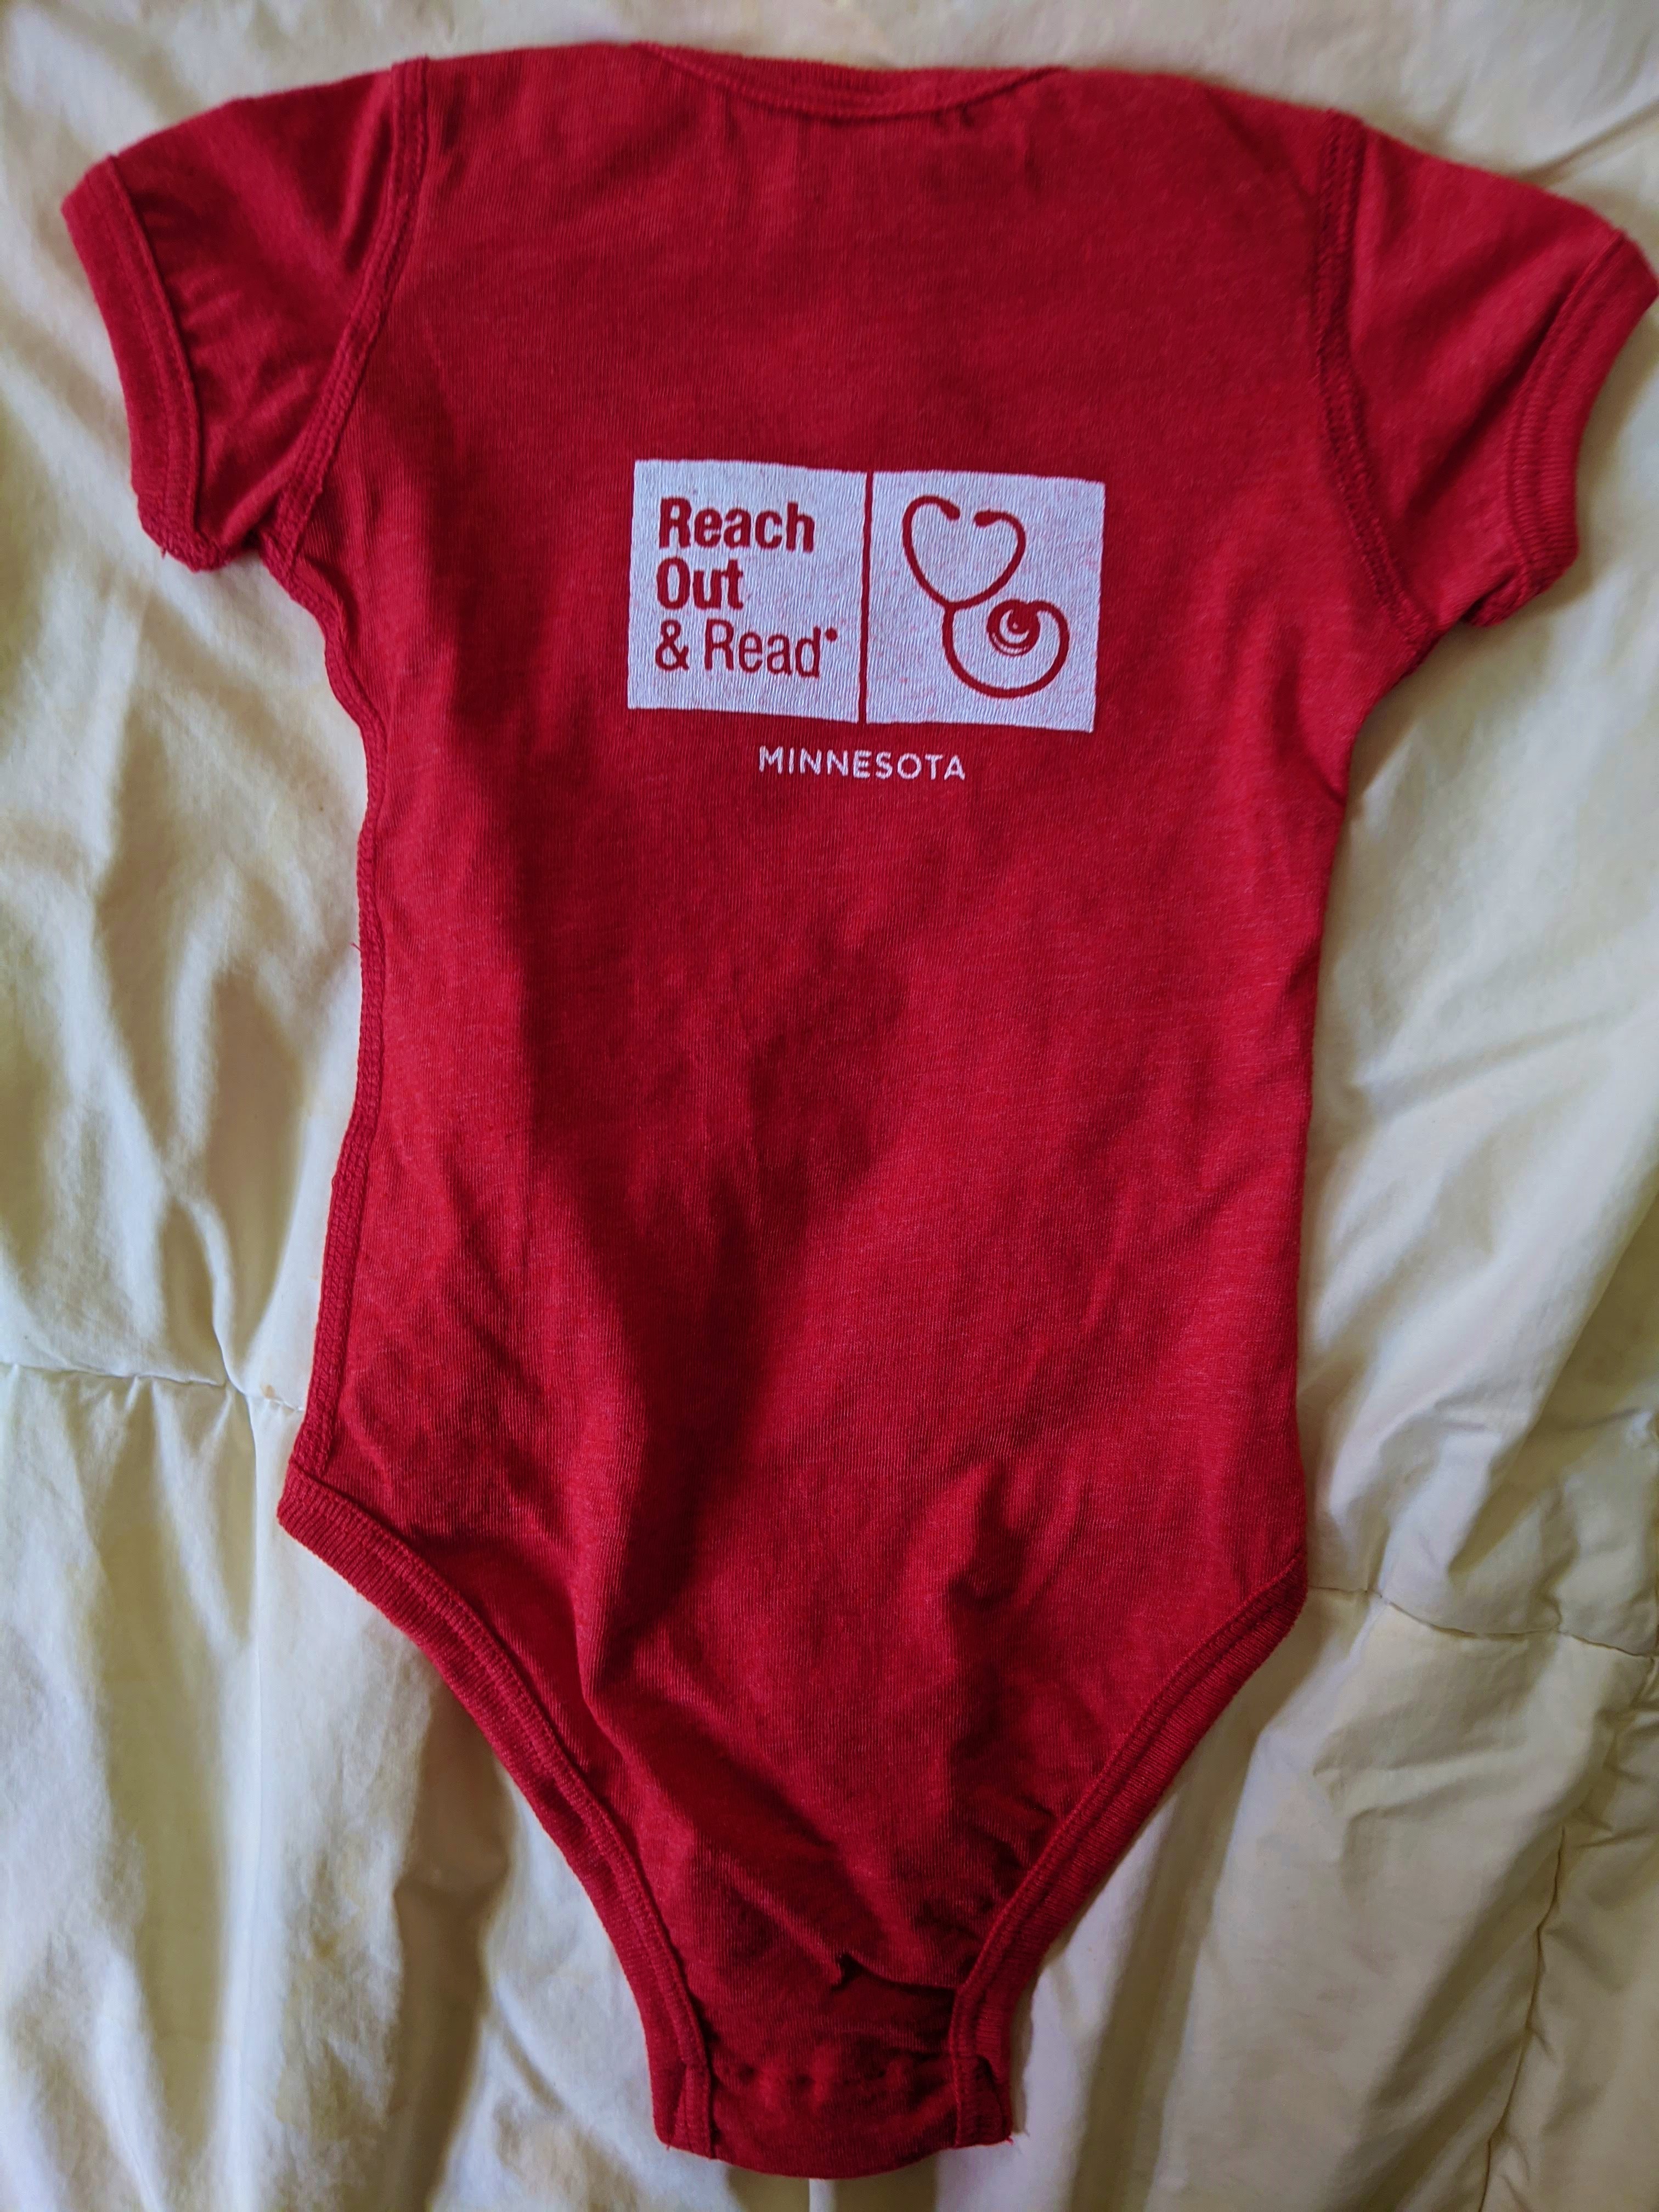 Reach
Out
& Read
MINNESOTA